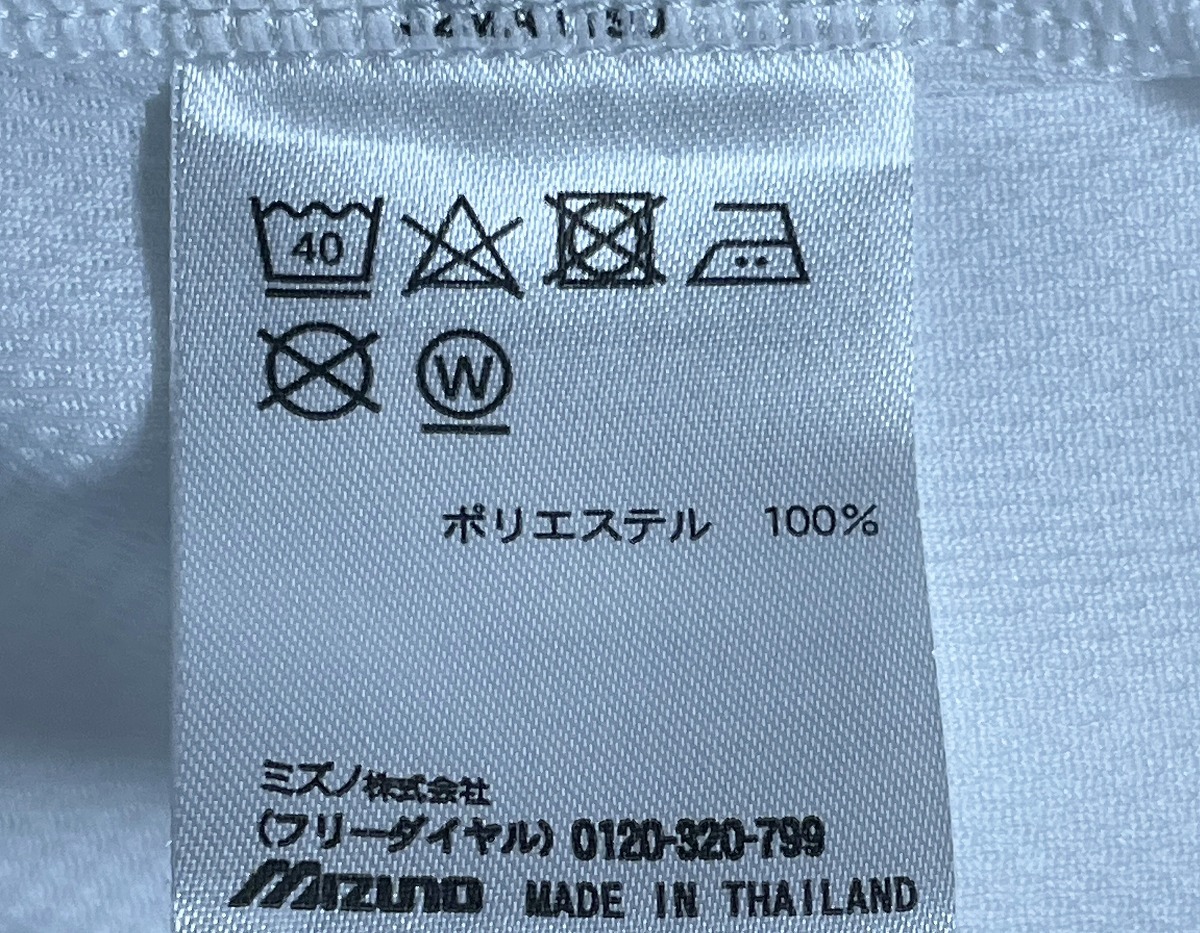 40
W
ポリエステル 100%
ミズノ株式会社
(フリーダイヤル) 0120-320-799
MIZUNO MADE IN THAILAND